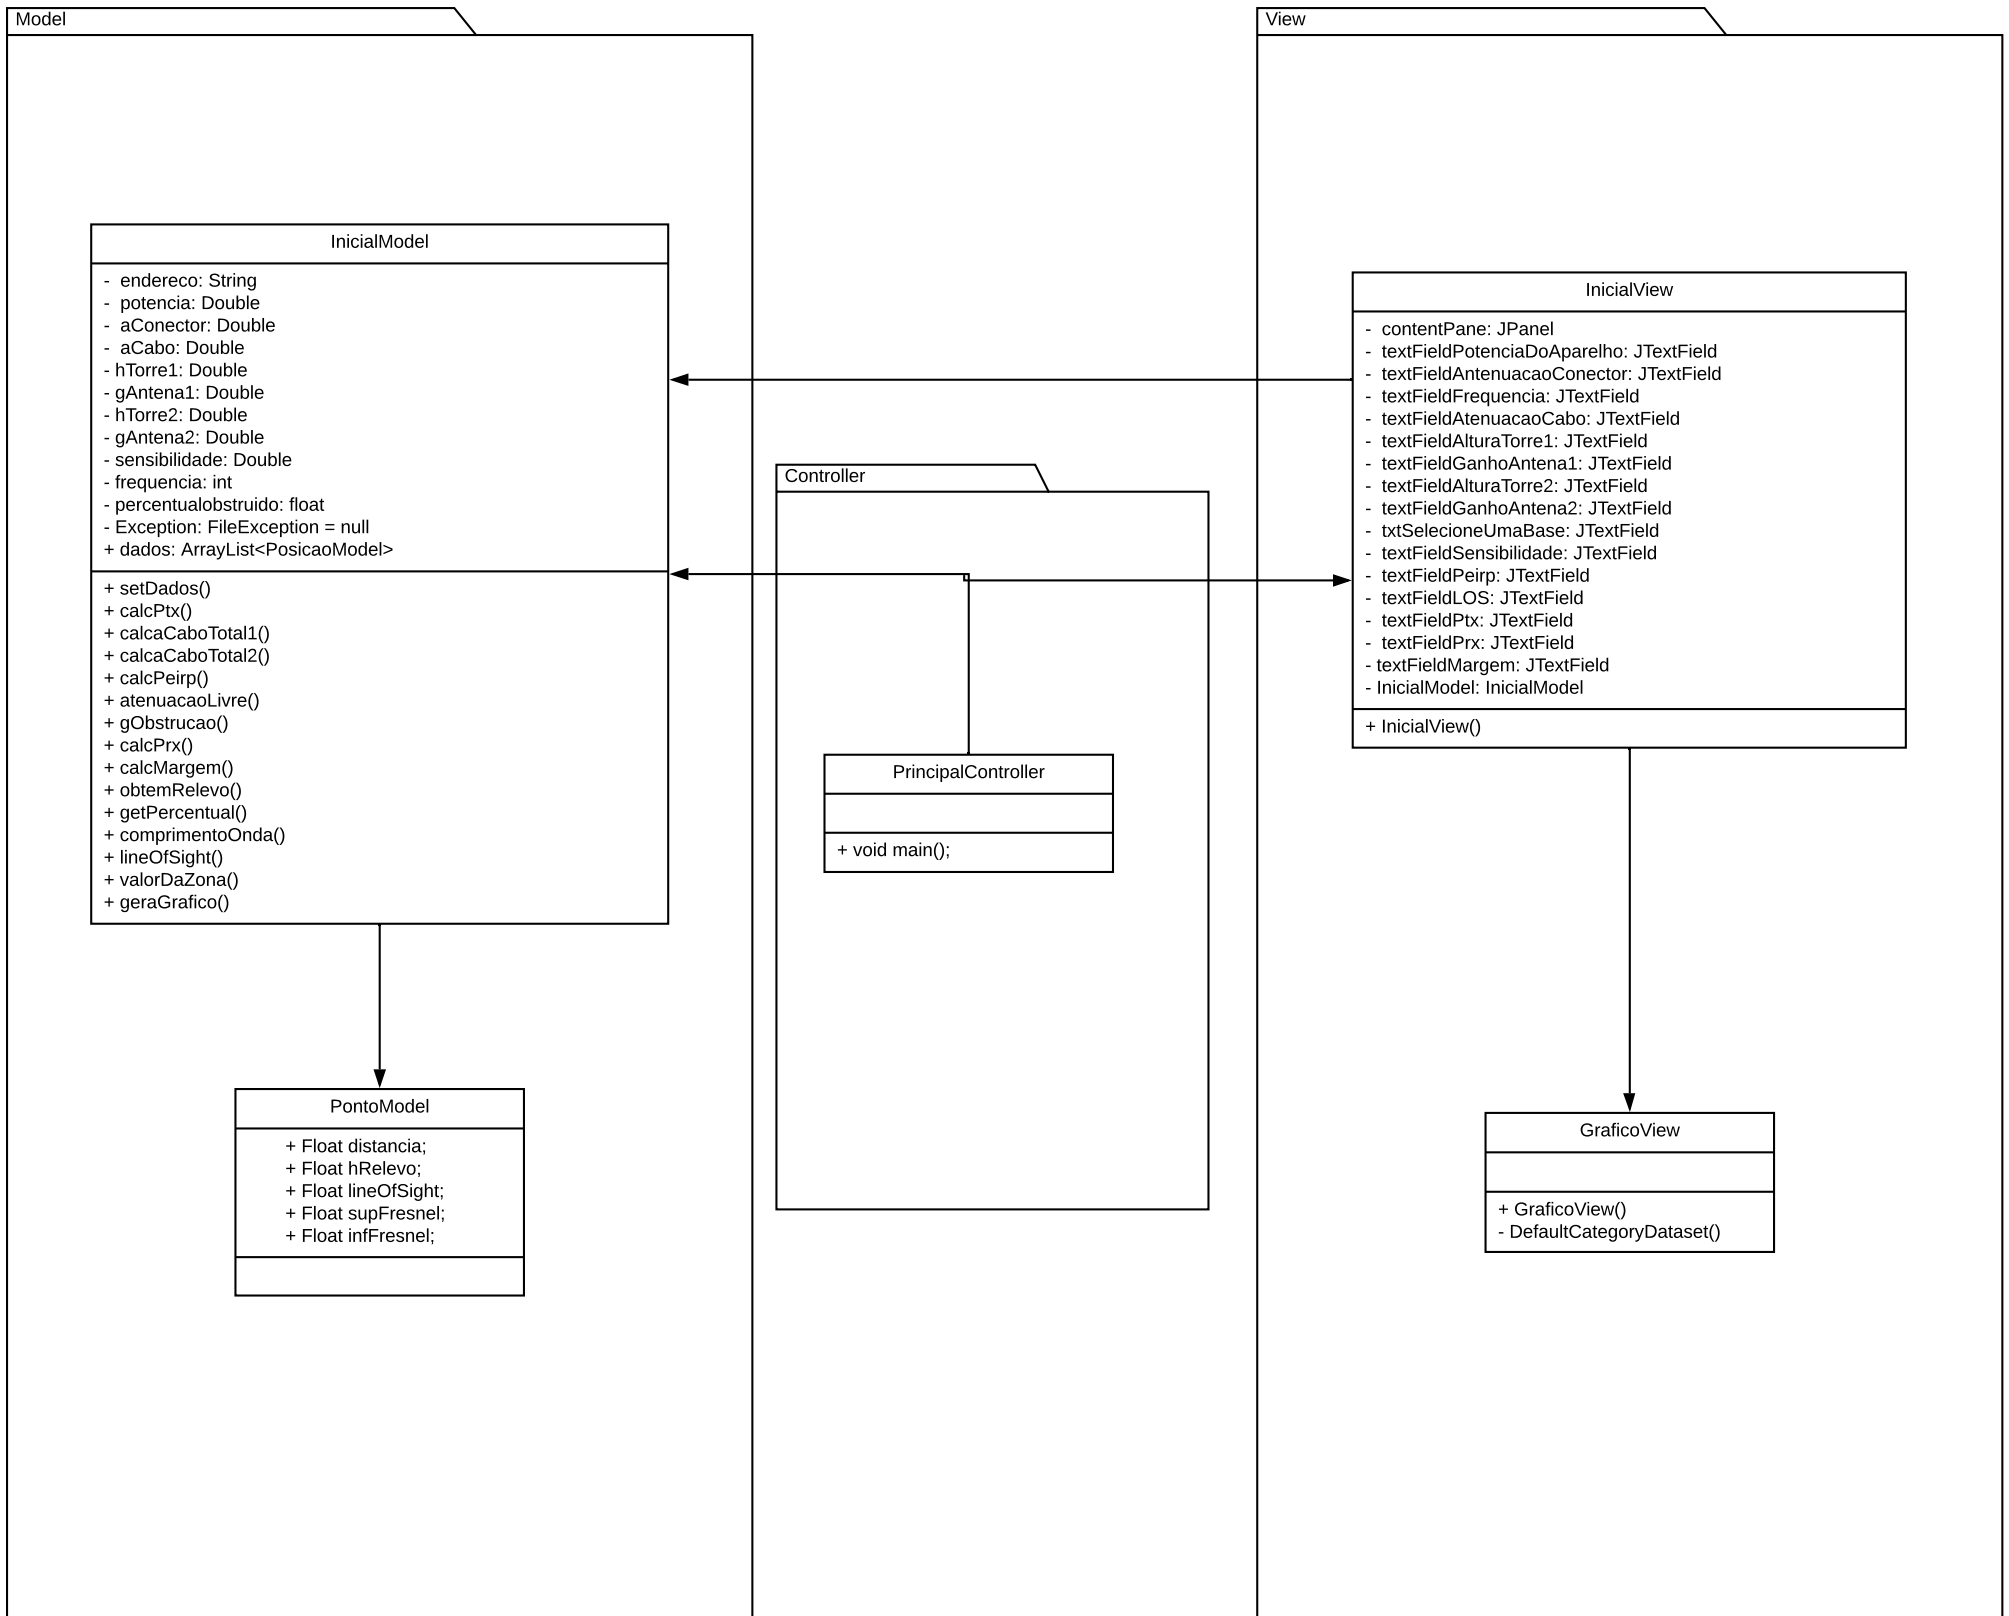 Model
InicialModel
-  endereco: String
-  potencia: Double
-  aConector: Double
-  aCabo: Double
- hTorre1: Double
- gAntena1: Double
- hTorre2: Double
- gAntena2: Double
- sensibilidade: Double
- frequencia: int
- percentualobstruido: float
- Exception: FileException = null
+ dados: ArrayList<PosicaoModel>
+ setDados()
+ calcPtx()
+ calcaCaboTotal1()
+ calcaCaboTotal2()
+ calcPeirp()
+ atenuacaoLivre()
+ gObstrucao()
+ calcPrx()
+ calcMargem()
+ obtemRelevo()
+ getPercentual()
+ comprimentoOnda()
+ lineOfSight()
+ valorDaZona()
+ geraGrafico()
PontoModel
+ Float distancia;
+ Float hRelevo;
+ Float lineOfSight;
+ Float supFresnel;
+ Float infFresnel;
Controller
PrincipalController
+ void main();
View
InicialView
-  contentPane: JPanel
-  textFieldPotenciaDoAparelho: JTextField
-  textFieldAntenuacaoConector: JTextField
-  textFieldFrequencia: JTextField
-  textFieldAtenuacaoCabo: JTextField
-  textFieldAlturaTorre1: JTextField
-  textFieldGanhoAntena1: JTextField
-  textFieldAlturaTorre2: JTextField
-  textFieldGanhoAntena2: JTextField
-  txtSelecioneUmaBase: JTextField
-  textFieldSensibilidade: JTextField
-  textFieldPeirp: JTextField
-  textFieldLOS: JTextField
-  textFieldPtx: JTextField
-  textFieldPrx: JTextField
- textFieldMargem: JTextField
- InicialModel: InicialModel
+ InicialView()
GraficoView
+ GraficoView()
- DefaultCategoryDataset()